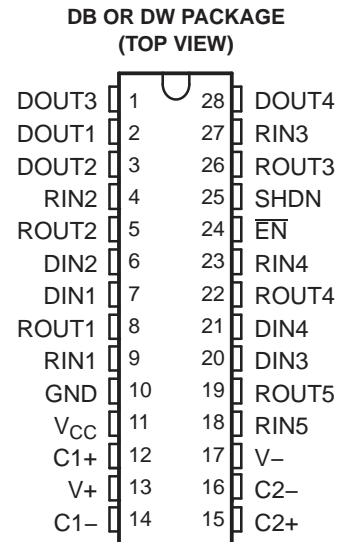 DB OR DW PACKAGE
(TOP VIEW)
DOUT3 1 28 DOUT4
DOUT1 2 27 RIN3
DOUT2 3 26 ROUT3
RIN2 4 25 SHDN
ROUT2 5 24 E̅N̅
DIN2 6 23 RIN4
DIN1 7 22 ROUT4
ROUT1 8 21 DIN4
RIN1 9 20 DIN3
GND 10 19 ROUT5
VCC 11 18 RIN5
C1+ 12 17 V−
V+ 13 16 C2−
C1− 14 15 C2+